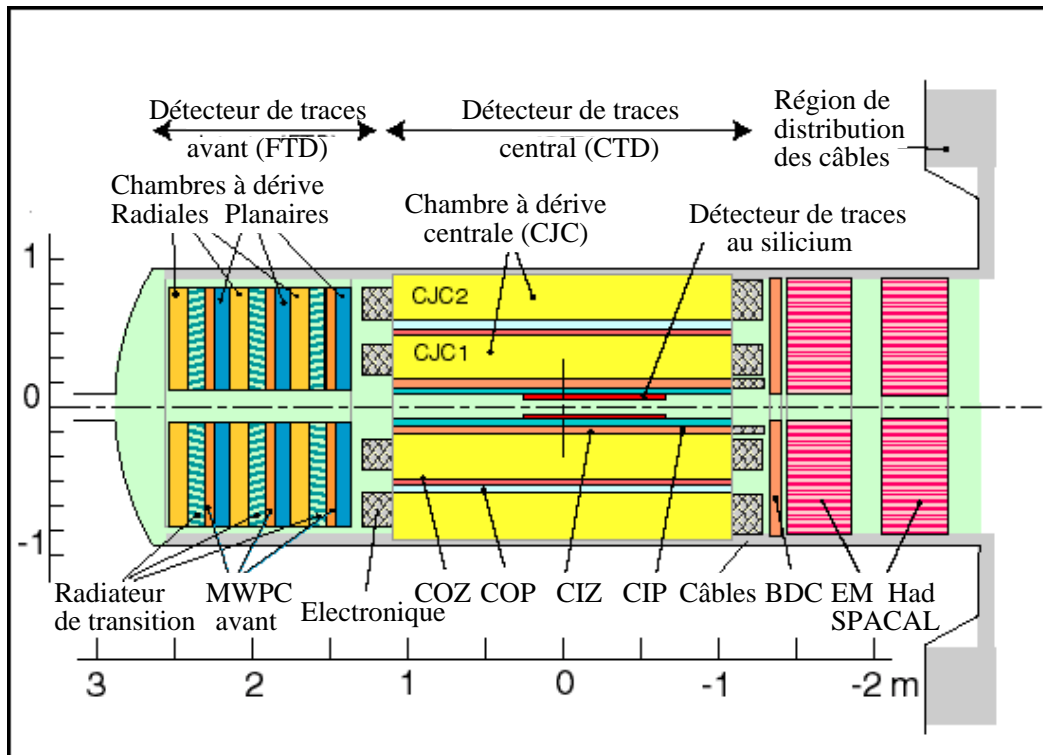 Détecteur de traces
avant (FTD)
Détecteur de traces
central (CTD)
Région de
distribution
des câbles
Chambres à dérive
Radiales Planaires
Chambre à dérive
centrale (CJC)
Détecteur de traces
au silicium
1
CJC2
CJC1
0
-1
Radiateur
de transition
MWPC
avant
Electronique
COZ COP CIZ CIP Câbles BDC EM Had
SPACAL
3 2 1 0 -1 -2 m